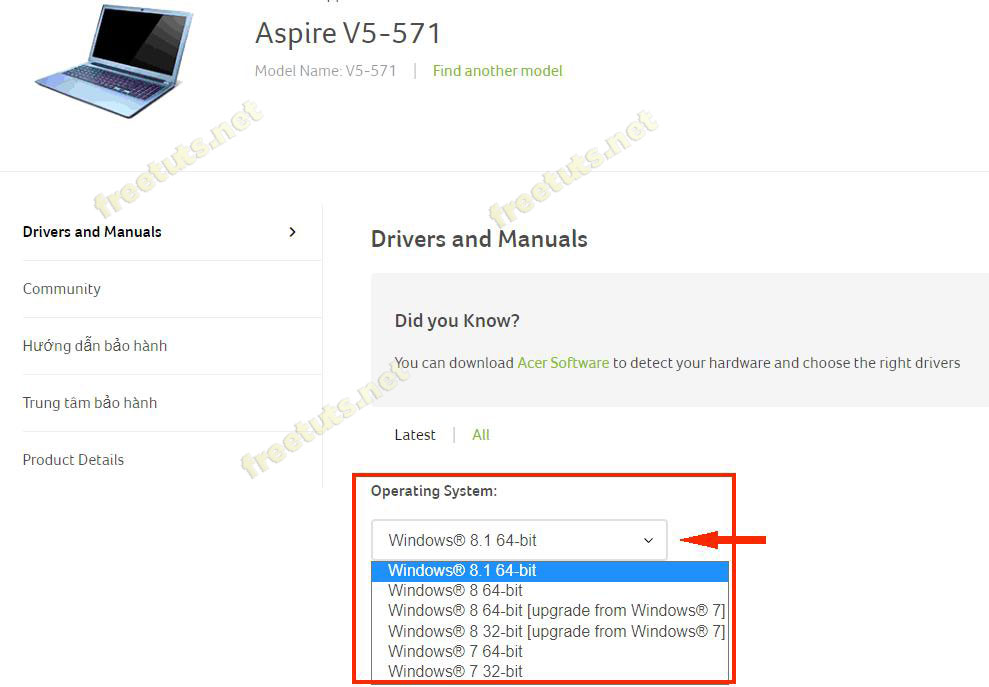 Aspire V5-571
Model Name: V5-571 | Find another model
freetuts.net
freetuts.net
Drivers and Manuals
Community
Hướng dẫn bảo hành
Trung tâm bảo hành
Product Details
Drivers and Manuals
Did you Know?
You can download Acer Software to detect your hardware and choose the right drivers
freetuts.net
Latest | All
Operating System:
Windows® 8.1 64-bit
Windows® 8.1 64-bit
Windows® 8 64-bit
Windows® 8 64-bit [upgrade from Windows® 7]
Windows® 8 32-bit [upgrade from Windows® 7]
Windows® 7 64-bit
Windows® 7 32-bit